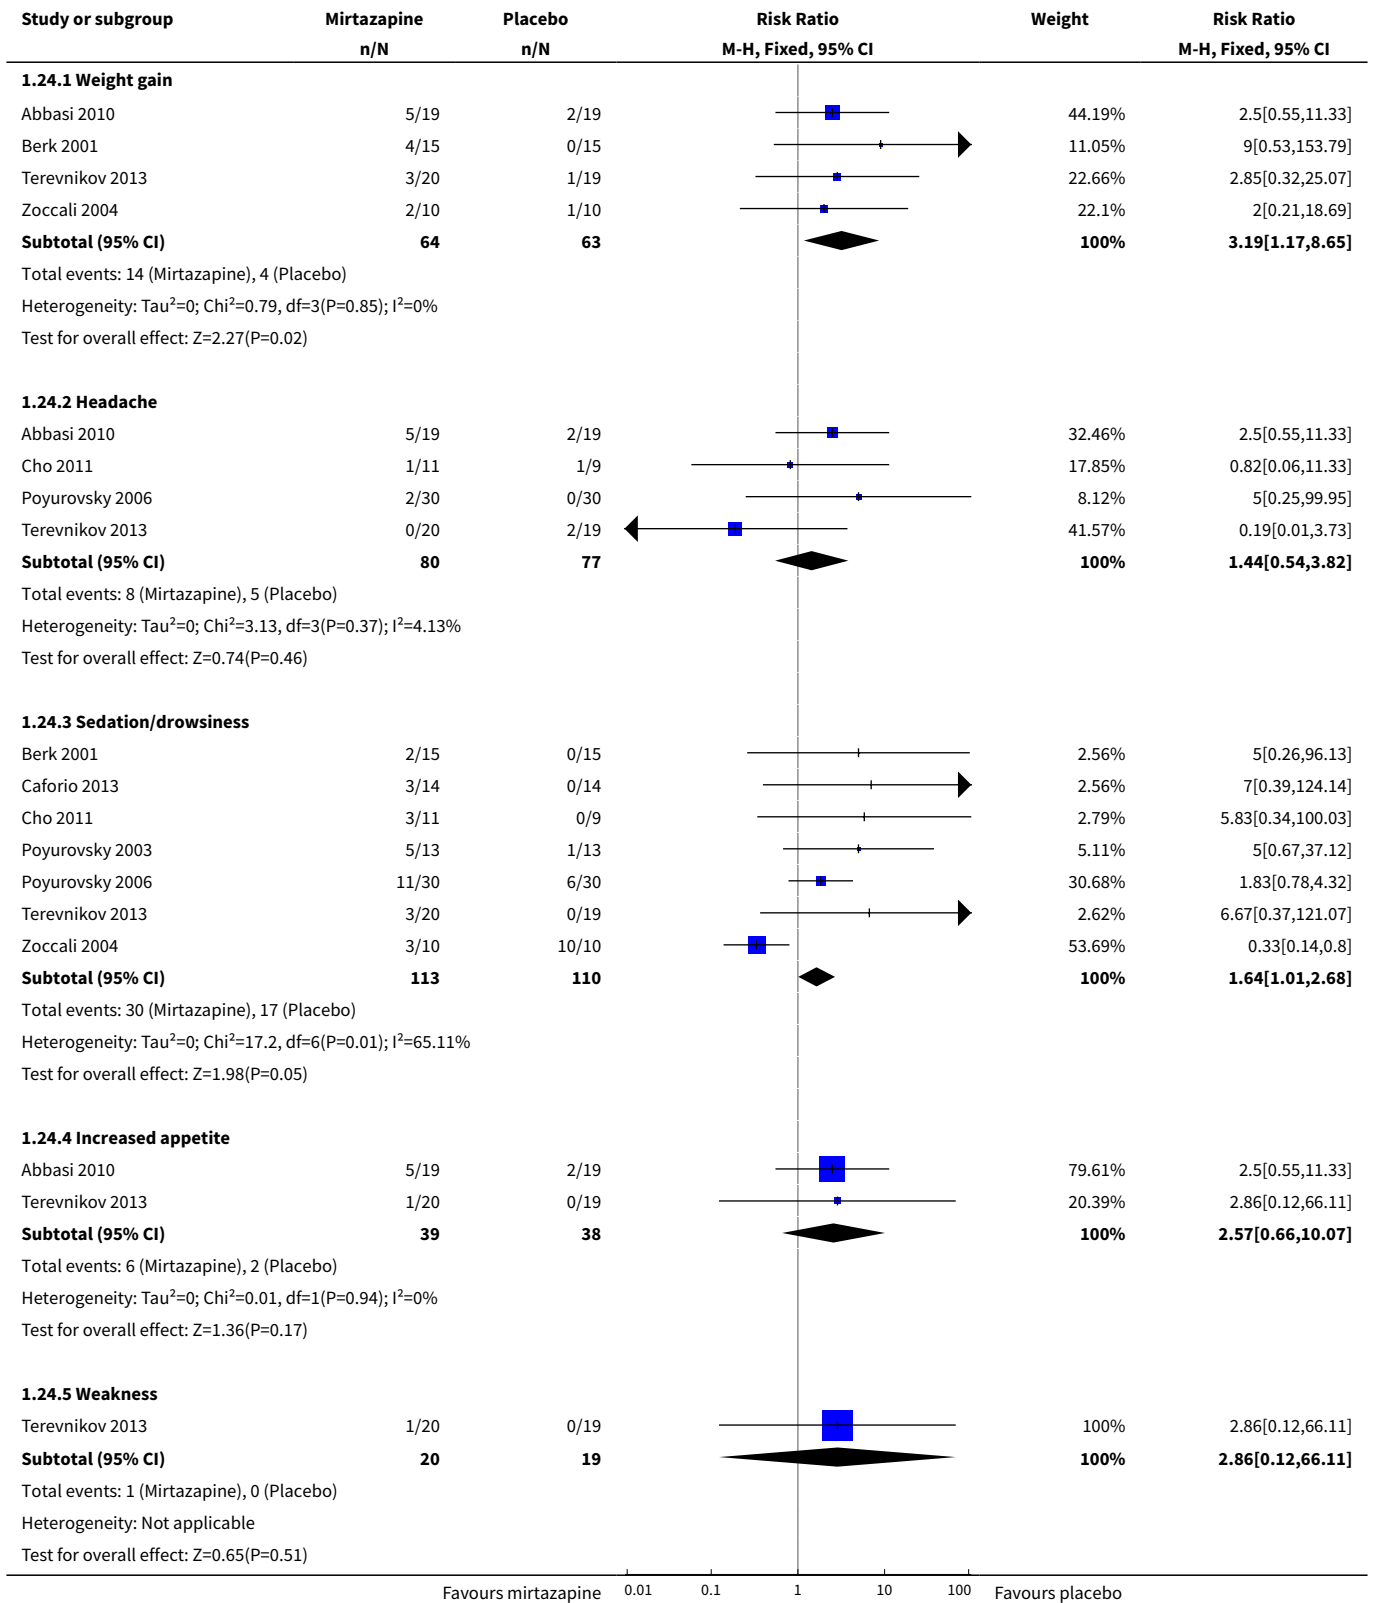 Study or subgroup Mirtazapine Placebo Risk Ratio Weight Risk Ratio
n/N n/N M-H, Fixed, 95% CI M-H, Fixed, 95% CI
1.24.1 Weight gain
Abbasi 2010 5/19 2/19 44.19% 2.5[0.55,11.33]
Berk 2001 4/15 0/15 11.05% 9[0.53,153.79]
Terevnikov 2013 3/20 1/19 22.66% 2.85[0.32,25.07]
Zoccali 2004 2/10 1/10 22.1% 2[0.21,18.69]
Subtotal (95% CI) 64 63 100% 3.19[1.17,8.65]
Total events: 14 (Mirtazapine), 4 (Placebo)
Heterogeneity: Tau²=0; Chi²=0.79, df=3(P=0.85); I²=0%
Test for overall effect: Z=2.27(P=0.02)
1.24.2 Headache
Abbasi 2010 5/19 2/19 32.46% 2.5[0.55,11.33]
Cho 2011 1/11 1/9 17.85% 0.82[0.06,11.33]
Poyurovsky 2006 2/30 0/30 8.12% 5[0.25,99.95]
Terevnikov 2013 0/20 2/19 41.57% 0.19[0.01,3.73]
Subtotal (95% CI) 80 77 100% 1.44[0.54,3.82]
Total events: 8 (Mirtazapine), 5 (Placebo)
Heterogeneity: Tau²=0; Chi²=3.13, df=3(P=0.37); I²=4.13%
Test for overall effect: Z=0.74(P=0.46)
1.24.3 Sedation/drowsiness
Berk 2001 2/15 0/15 2.56% 5[0.26,96.13]
Caforio 2013 3/14 0/14 2.56% 7[0.39,124.14]
Cho 2011 3/11 0/9 2.79% 5.83[0.34,100.03]
Poyurovsky 2003 5/13 1/13 5.11% 5[0.67,37.12]
Poyurovsky 2006 11/30 6/30 30.68% 1.83[0.78,4.32]
Terevnikov 2013 3/20 0/19 2.62% 6.67[0.37,121.07]
Zoccali 2004 3/10 10/10 53.69% 0.33[0.14,0.8]
Subtotal (95% CI) 113 110 100% 1.64[1.01,2.68]
Total events: 30 (Mirtazapine), 17 (Placebo)
Heterogeneity: Tau²=0; Chi²=17.2, df=6(P=0.01); I²=65.11%
Test for overall effect: Z=1.98(P=0.05)
1.24.4 Increased appetite
Abbasi 2010 5/19 2/19 79.61% 2.5[0.55,11.33]
Terevnikov 2013 1/20 0/19 20.39% 2.86[0.12,66.11]
Subtotal (95% CI) 39 38 100% 2.57[0.66,10.07]
Total events: 6 (Mirtazapine), 2 (Placebo)
Heterogeneity: Tau²=0; Chi²=0.01, df=1(P=0.94); I²=0%
Test for overall effect: Z=1.36(P=0.17)
1.24.5 Weakness
Terevnikov 2013 1/20 0/19 100% 2.86[0.12,66.11]
Subtotal (95% CI) 20 19 100% 2.86[0.12,66.11]
Total events: 1 (Mirtazapine), 0 (Placebo)
Heterogeneity: Not applicable
Test for overall effect: Z=0.65(P=0.51)
Favours mirtazapine 0.01 0.1 1 10 100 Favours placebo